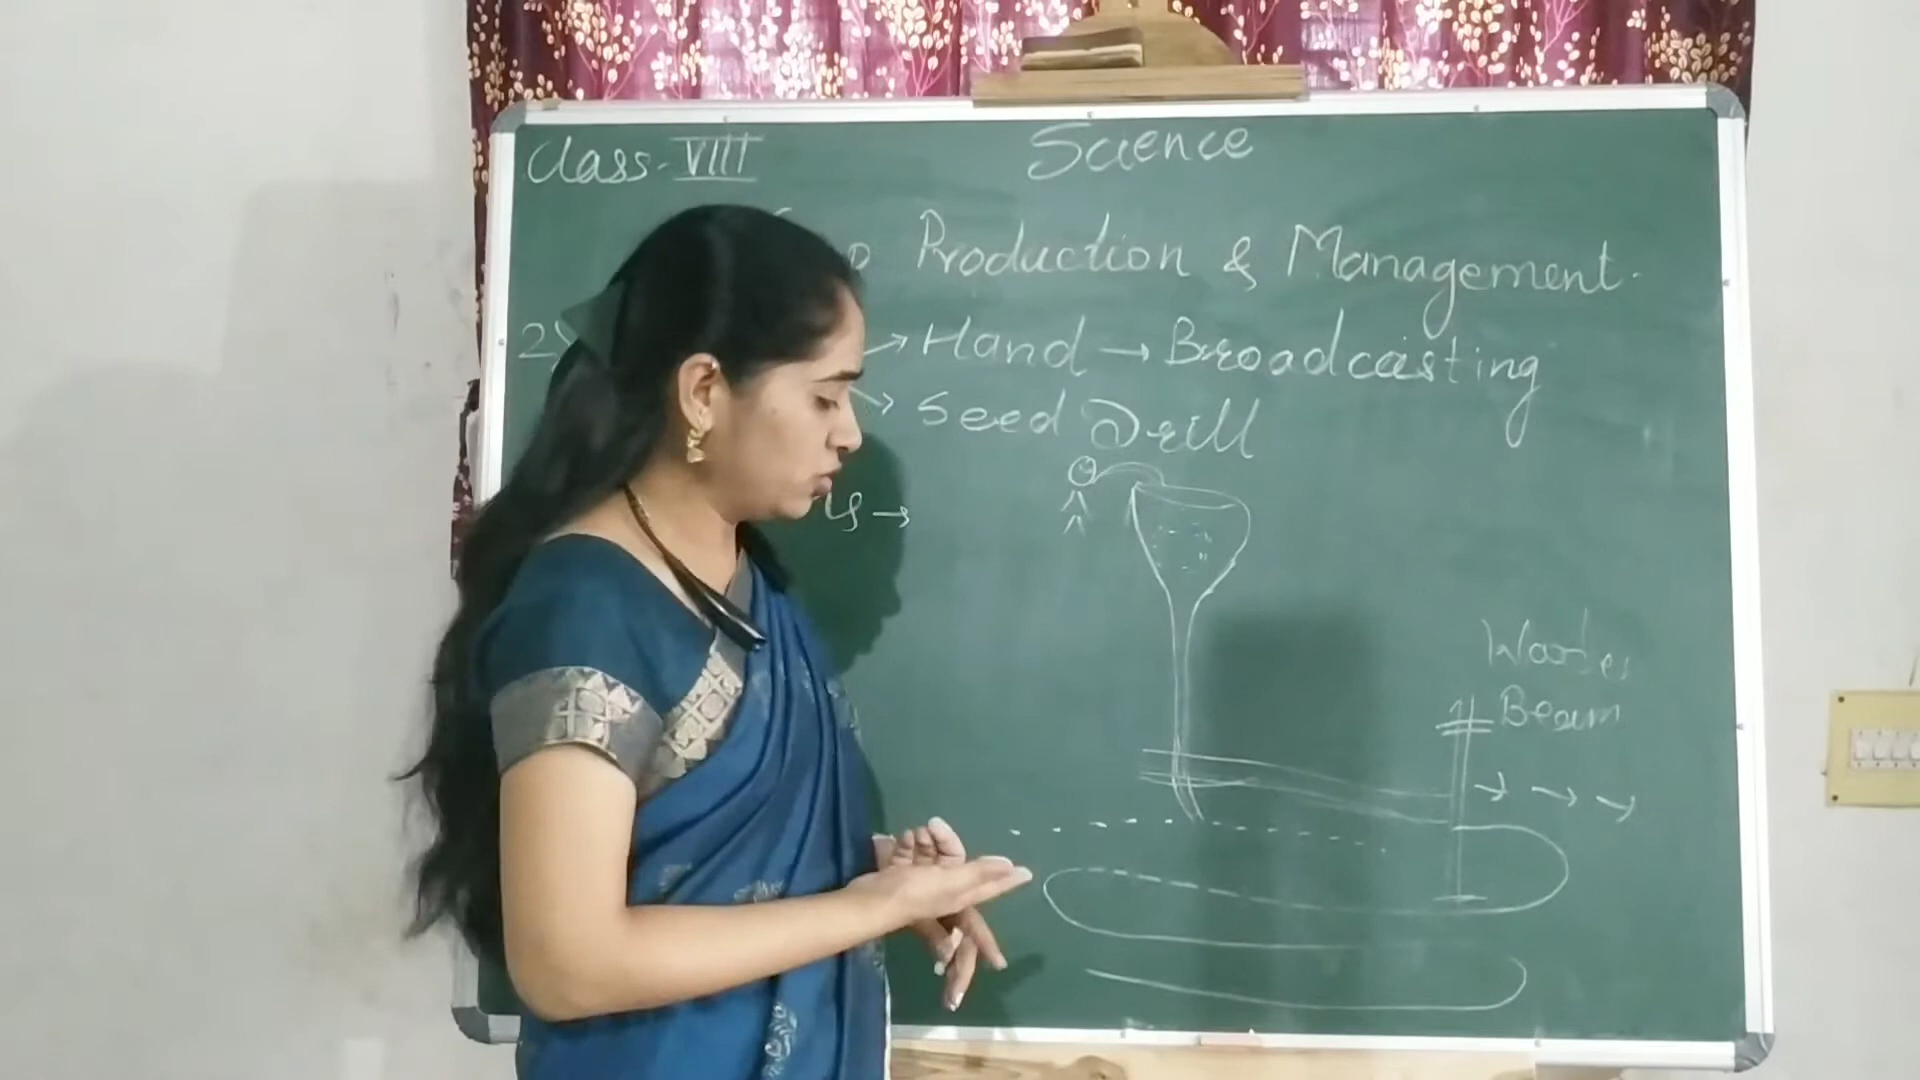 Class - VIII
Science
Production & Management.
2)
→ Hand → Broadcasting
→ Seed Drill
→
Wooden
Beam